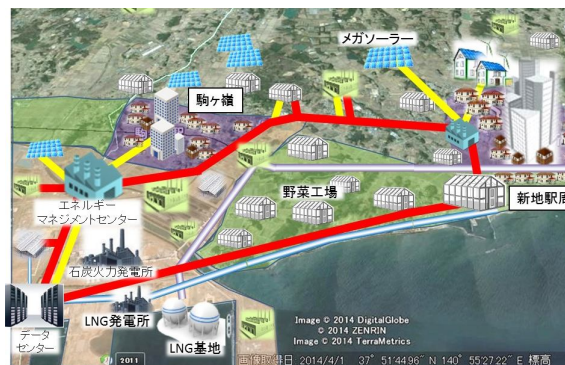 メガソーラー
駒ヶ嶺
エネルギー
マネジメントセンター
野菜工場
新地駅周
石炭火力発電所
データ
センター
LNG発電所
LNG基地
Image © 2014 DigitalGlobe
© 2014 ZENRIN
Image © 2014 TerraMetrics
2011
画像取得日 2014/4/1 37°51'44.96" N 140°55'27.22" E 標高